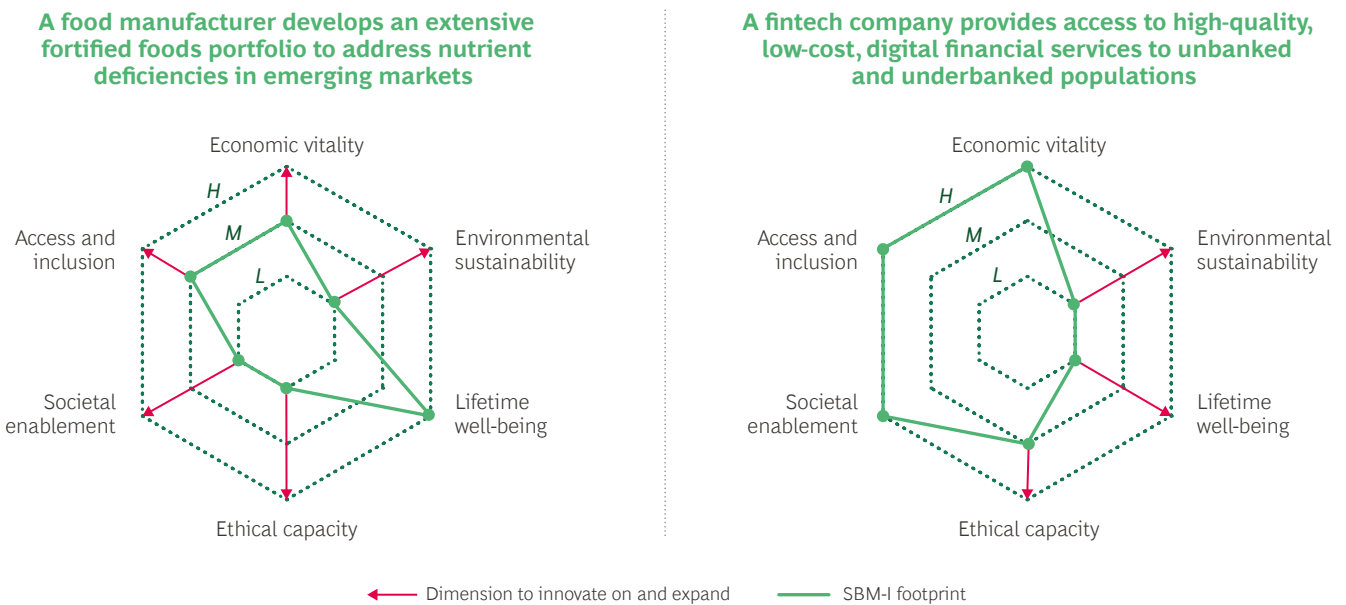 A food manufacturer develops an extensive
fortified foods portfolio to address nutrient
deficiencies in emerging markets
Economic vitality
H
M
L
Access and
inclusion
Environmental
sustainability
Societal
enablement
Lifetime
well-being
Ethical capacity
A fintech company provides access to high-quality,
low-cost, digital financial services to unbanked
and underbanked populations
Economic vitality
H
M
L
Access and
inclusion
Environmental
sustainability
Societal
enablement
Lifetime
well-being
Ethical capacity
Dimension to innovate on and expand
SBM-I footprint